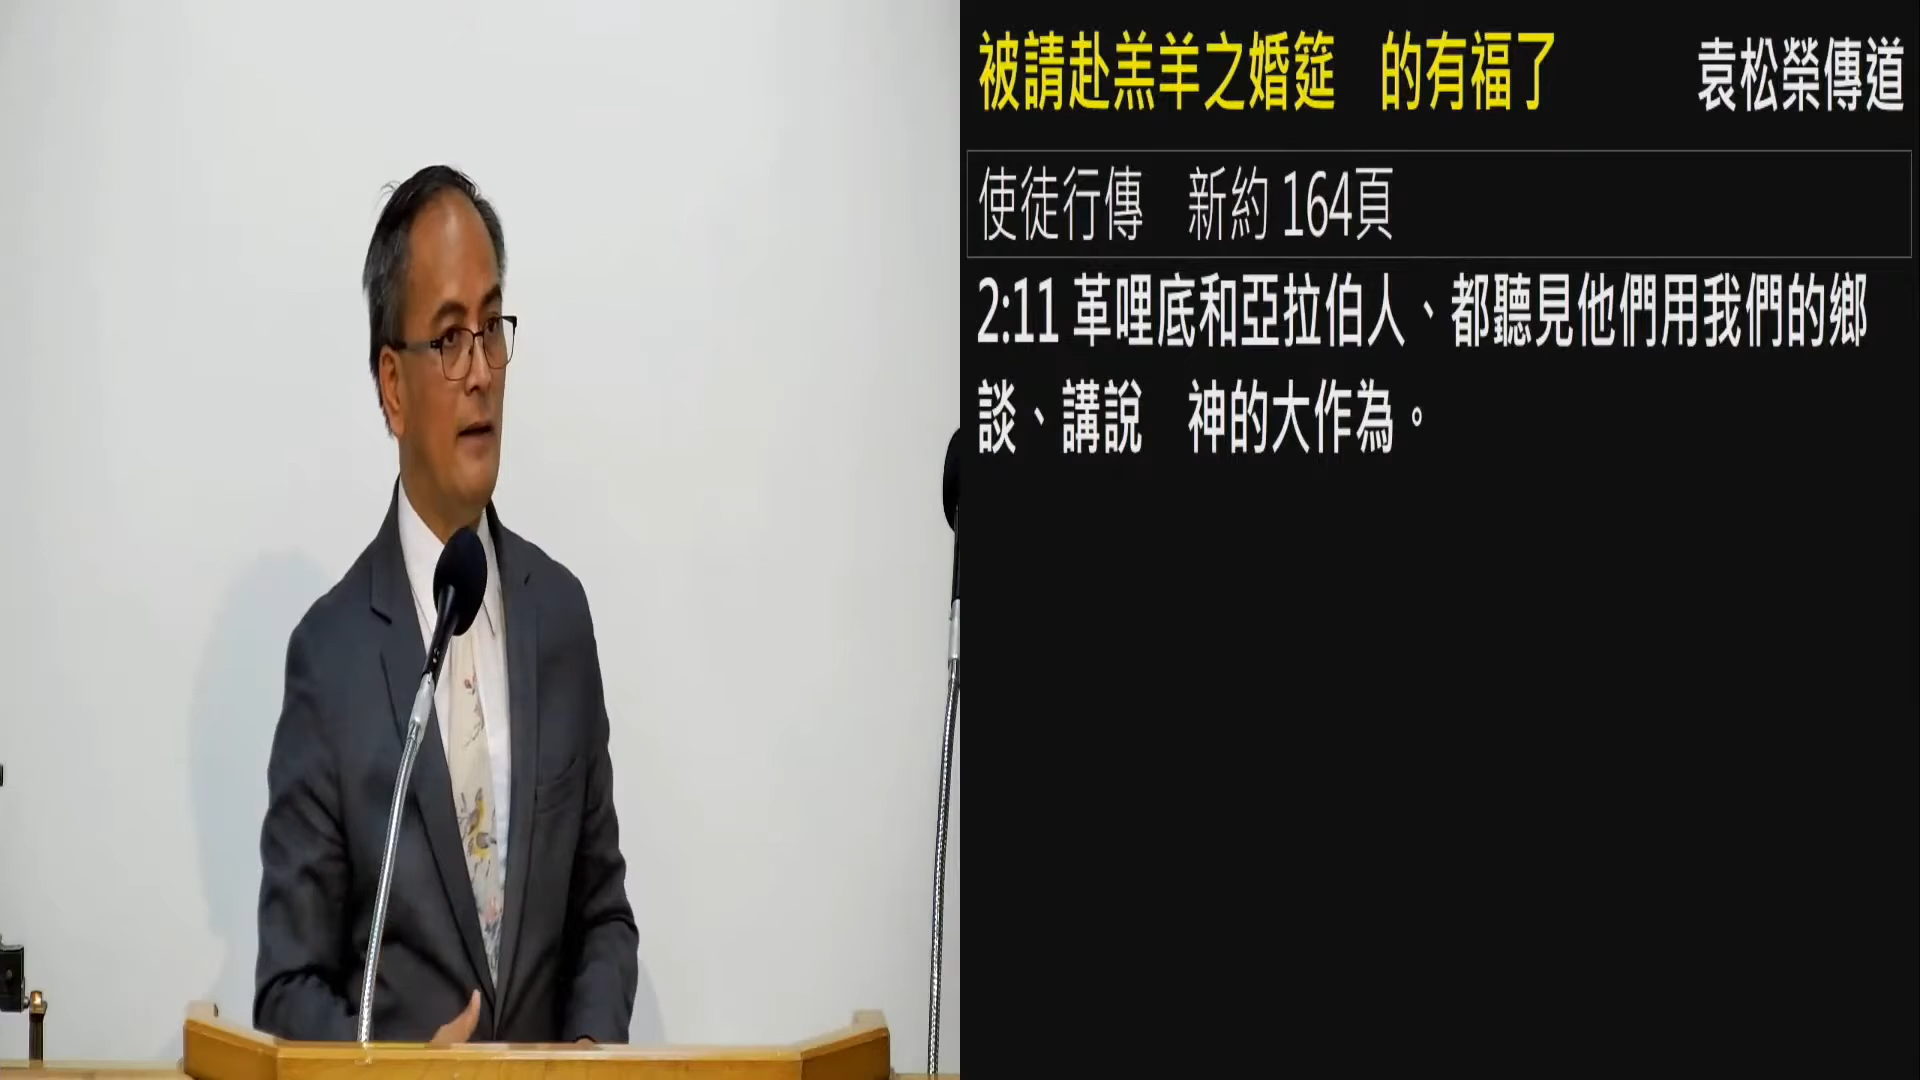 被請赴羔羊之婚筵　的有福了　袁松榮傳道
使徒行傳　新約 164頁
2:11 革哩底和亞拉伯人、都聽見他們用我們的鄉
談、講說　神的大作為。